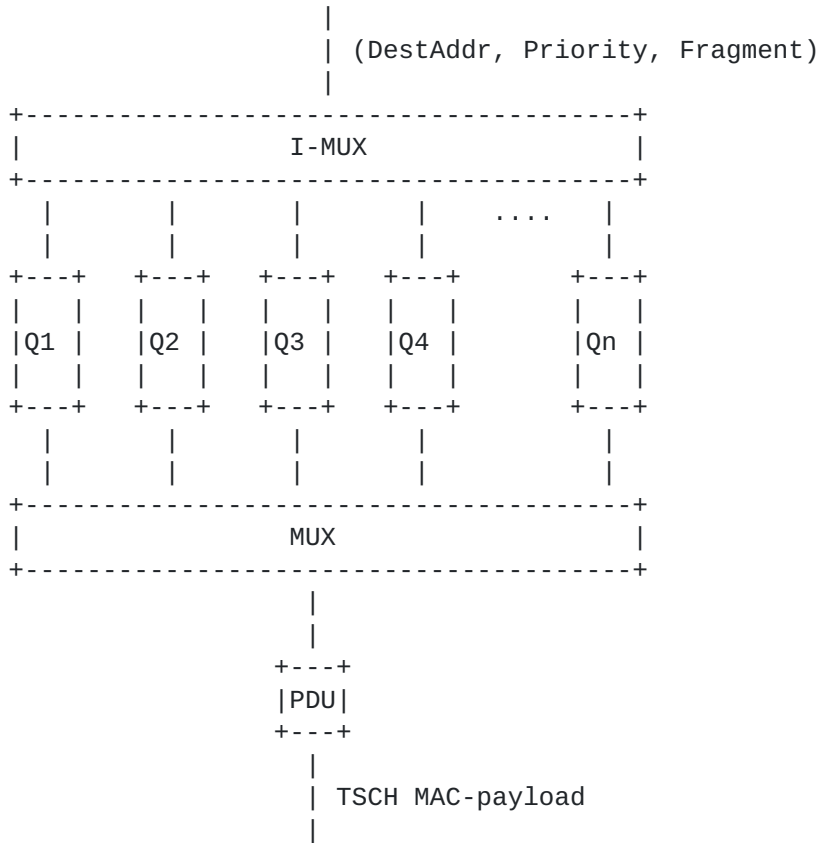 (DestAddr, Priority, Fragment)
I-MUX
....
Q1 Q2 Q3 Q4 Qn
MUX
PDU
TSCH MAC-payload